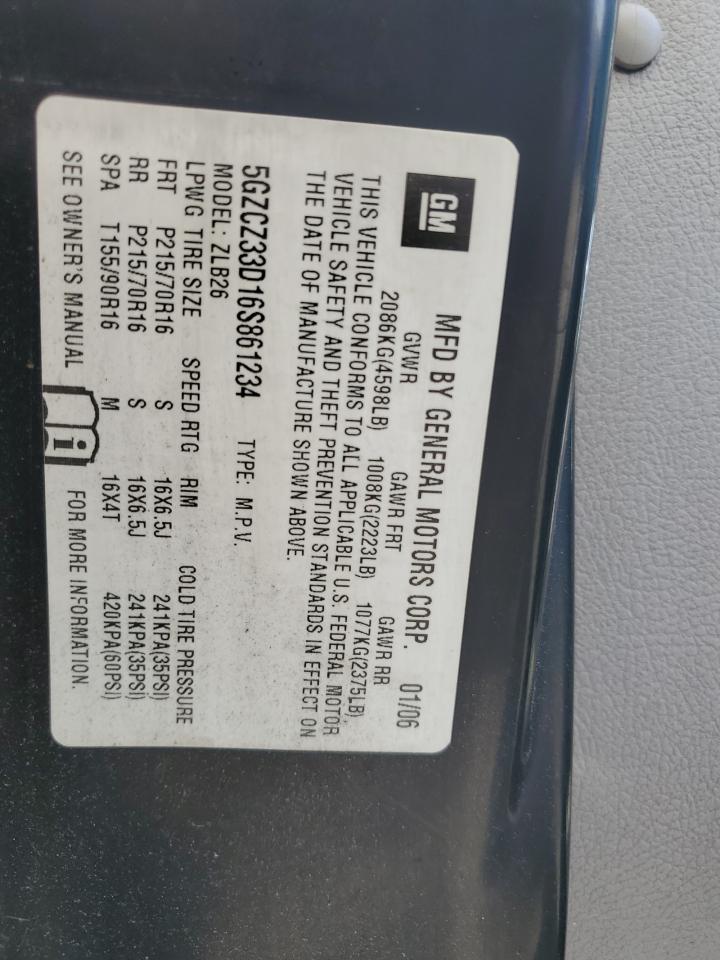 GM
MFD BY GENERAL MOTORS CORP. 01/06
GVWR GAWR FRT GAWR RR
2086KG(4598LB) 1008KG(2223LB) 1077KG(2375LB)
THIS VEHICLE CONFORMS TO ALL APPLICABLE U.S. FEDERAL MOTOR
VEHICLE SAFETY AND THEFT PREVENTION STANDARDS IN EFFECT ON
THE DATE OF MANUFACTURE SHOWN ABOVE.
5GZCZ33D16S861234 TYPE: M.P.V.
MODEL: ZLB26
LPWG TIRE SIZE SPEED RTG RIM COLD TIRE PRESSURE
FRT P215/70R16 S 16X6.5J 241KPA(35PSI)
RR P215/70R16 S 16X6.5J 241KPA(35PSI)
SPA T155/90R16 M 16X4T 420KPA(60PSI)
SEE OWNER'S MANUAL i FOR MORE INFORMATION.